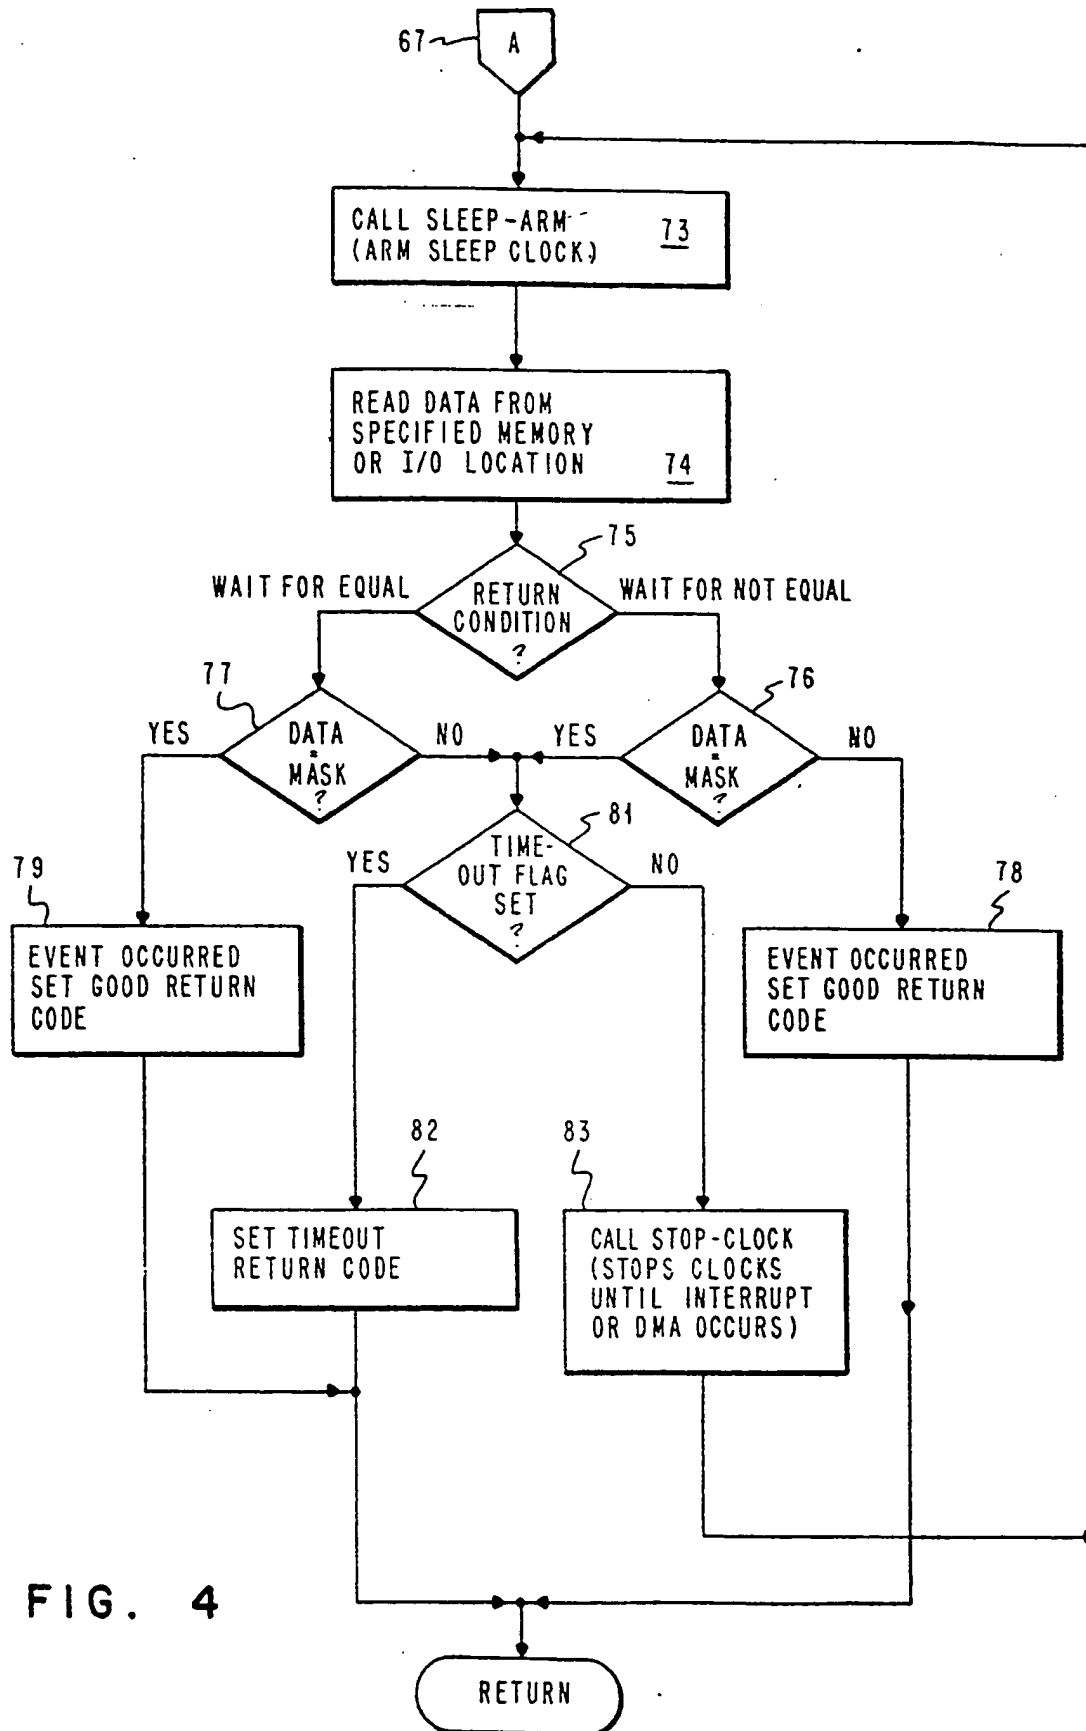 67
A
CALL SLEEP-ARM
(ARM SLEEP CLOCK)
73
READ DATA FROM
SPECIFIED MEMORY
OR I/O LOCATION
74
75
WAIT FOR EQUAL
RETURN
CONDITION
?
WAIT FOR NOT EQUAL
77
YES
DATA
=
MASK
?
NO
76
YES
DATA
=
MASK
?
NO
81
YES
TIME-
OUT FLAG
SET
?
NO
79
EVENT OCCURRED
SET GOOD RETURN
CODE
78
EVENT OCCURRED
SET GOOD RETURN
CODE
82
SET TIMEOUT
RETURN CODE
83
CALL STOP-CLOCK
(STOPS CLOCKS
UNTIL INTERRUPT
OR DMA OCCURS)
FIG. 4
RETURN